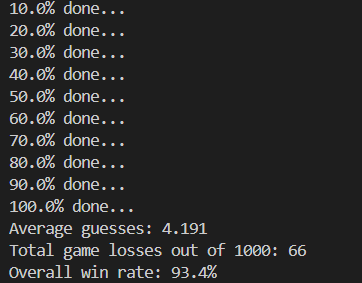 10.0% done...
20.0% done...
30.0% done...
40.0% done...
50.0% done...
60.0% done...
70.0% done...
80.0% done...
90.0% done...
100.0% done...
Average guesses: 4.191
Total game losses out of 1000: 66
Overall win rate: 93.4%